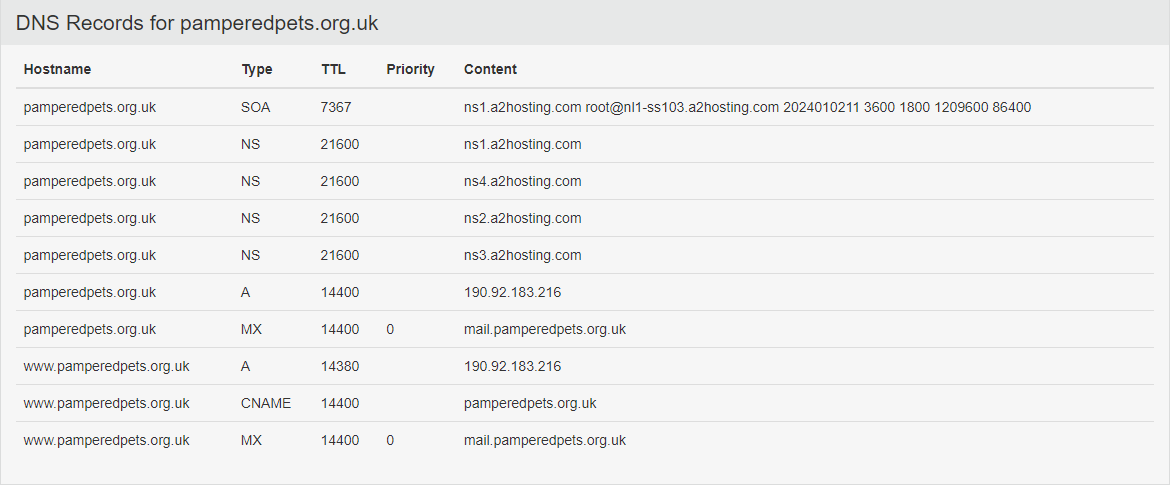 DNS Records for pamperedpets.org.uk
Hostname Type TTL Priority Content
pamperedpets.org.uk SOA 7367 ns1.a2hosting.com root@nl1-ss103.a2hosting.com 2024010211 3600 1800 1209600 86400
pamperedpets.org.uk NS 21600 ns1.a2hosting.com
pamperedpets.org.uk NS 21600 ns4.a2hosting.com
pamperedpets.org.uk NS 21600 ns2.a2hosting.com
pamperedpets.org.uk NS 21600 ns3.a2hosting.com
pamperedpets.org.uk A 14400 190.92.183.216
pamperedpets.org.uk MX 14400 0 mail.pamperedpets.org.uk
www.pamperedpets.org.uk A 14380 190.92.183.216
www.pamperedpets.org.uk CNAME 14400 pamperedpets.org.uk
www.pamperedpets.org.uk MX 14400 0 mail.pamperedpets.org.uk